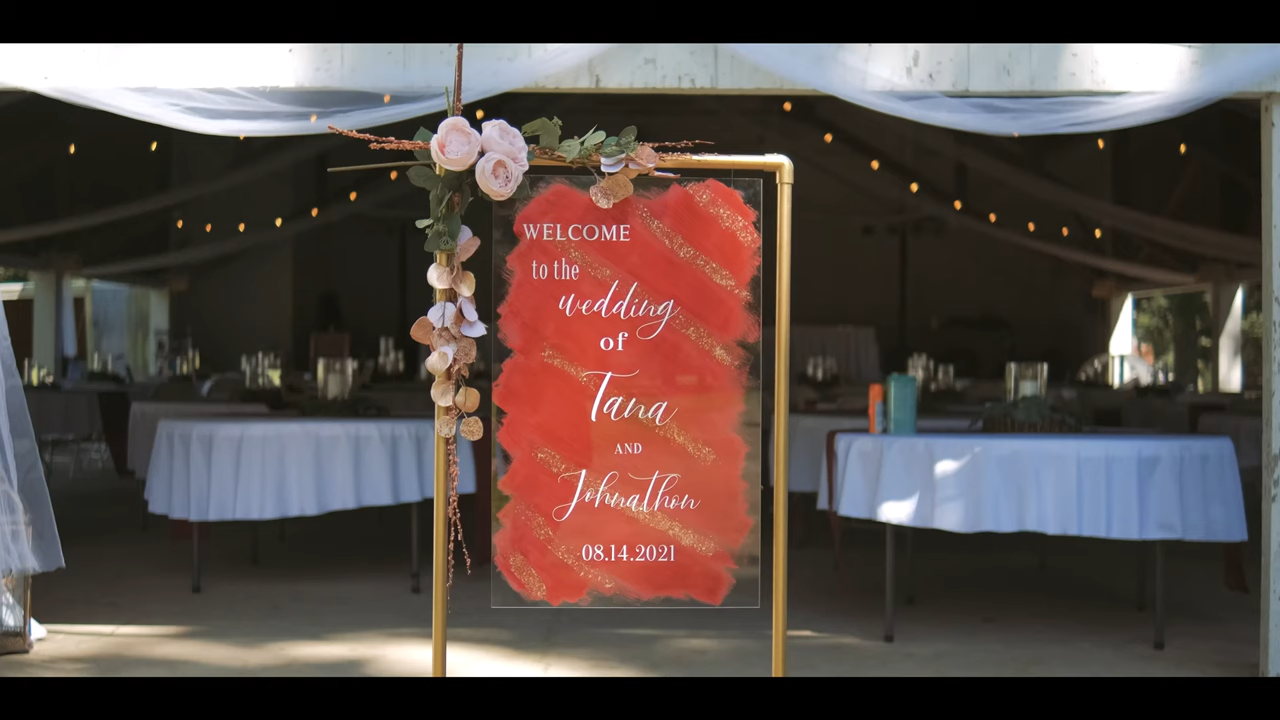 WELCOME
to the
wedding
of
Tana
AND
Johnathon
08.14.2021